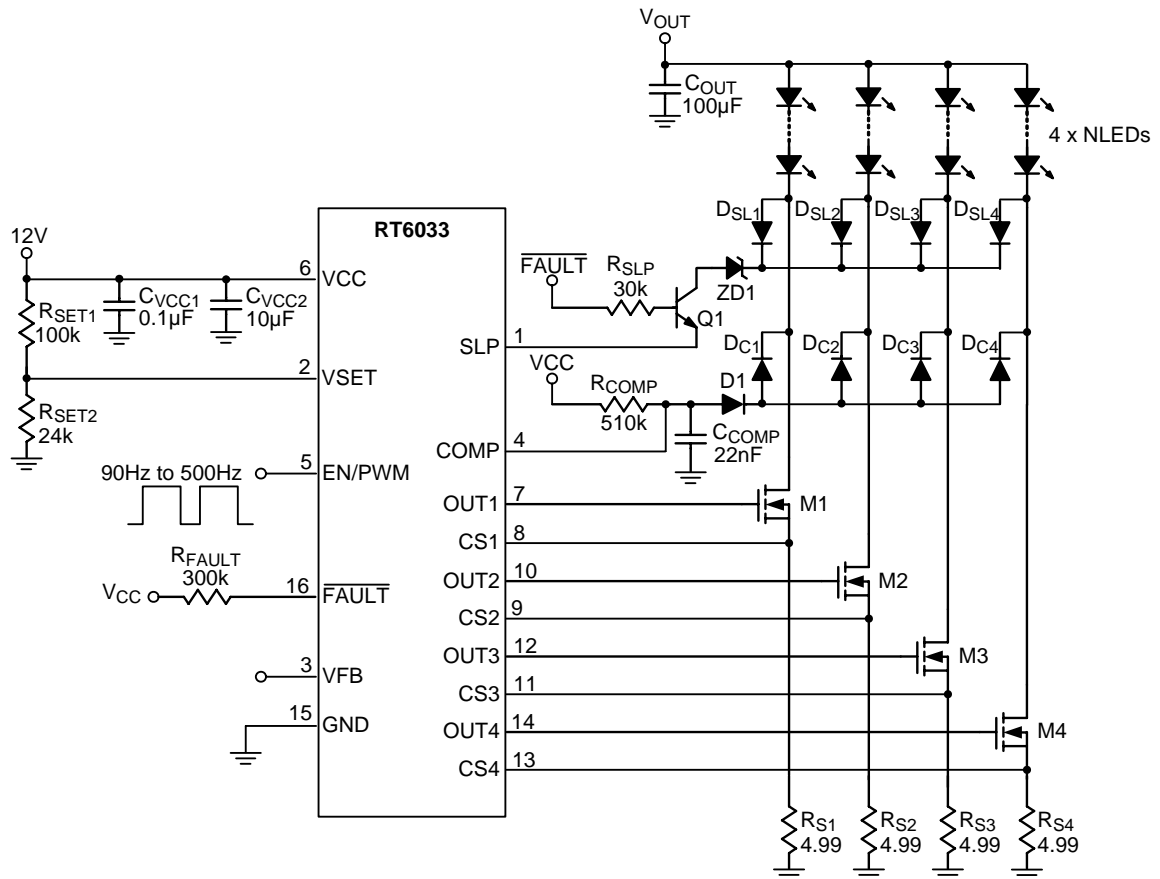 VOUT
COUT
100µF
4 x NLEDs
DSL1
DSL2
DSL3
DSL4
12V
RT6033
FAULT
RSLP
30k
ZD1
Q1
6
VCC
CVCC1
0.1µF
CVCC2
10µF
RSET1
100k
1
SLP
DC1
DC2
DC3
DC4
2
VSET
VCC
RCOMP
510k
D1
RSET2
24k
4
COMP
CCOMP
22nF
90Hz to 500Hz
5
EN/PWM
OUT1
7
M1
CS1
8
RFAULT
300k
VCC
16
FAULT
OUT2
10
M2
CS2
9
OUT3
12
M3
3
VFB
CS3
11
15
GND
OUT4
14
M4
CS4
13
RS1
4.99
RS2
4.99
RS3
4.99
RS4
4.99